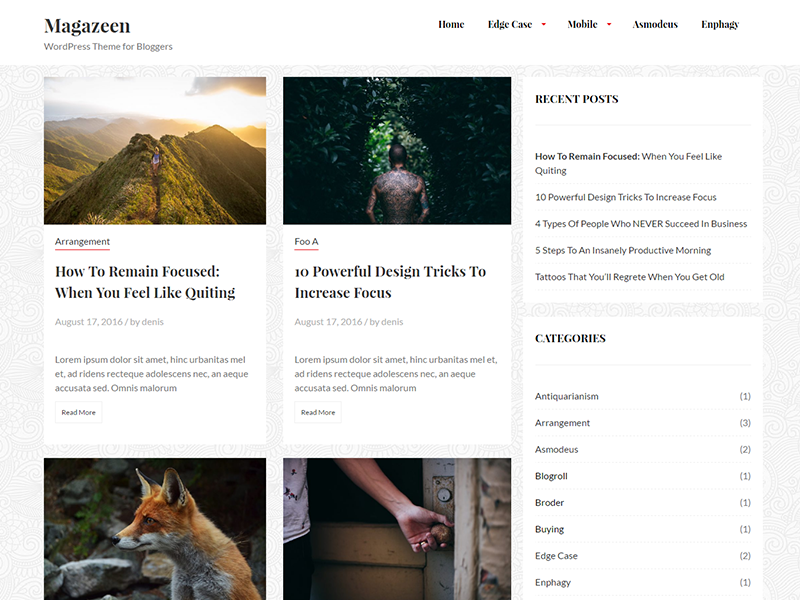 Magazeen
WordPress Theme for Bloggers
Home Edge Case Mobile Asmodeus Enphagy
Arrangement
How To Remain Focused:
When You Feel Like Quiting
August 17, 2016 / by denis
Lorem ipsum dolor sit amet, hinc urbanitas mel
et, ad ridens recteque adolescens nec, an aeque
accusata sed. Omnis malorum
Read More
Foo A
10 Powerful Design Tricks To
Increase Focus
August 17, 2016 / by denis
Lorem ipsum dolor sit amet, hinc urbanitas mel et,
ad ridens recteque adolescens nec, an aeque
accusata sed. Omnis malorum
Read More
RECENT POSTS
How To Remain Focused: When You Feel Like
Quiting
10 Powerful Design Tricks To Increase Focus
4 Types Of People Who NEVER Succeed In Business
5 Steps To An Insanely Productive Morning
Tattoos That You'll Regret When You Get Old
CATEGORIES
Antiquarianism (1)
Arrangement (3)
Asmodeus (2)
Blogroll (1)
Broder (1)
Buying (1)
Edge Case (2)
Enphagy (1)